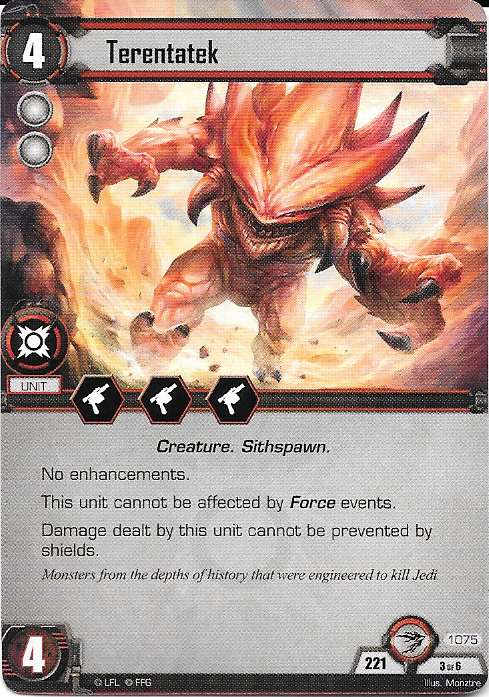 4
Terentatek
UNIT
Creature. Sithspawn.
No enhancements.
This unit cannot be affected by Force events.
Damage dealt by this unit cannot be prevented by
shields.
Monsters from the depths of history that were engineered to kill Jedi.
4
1075
221
3 OF 6
© LFL © FFG
Illus. Monztre